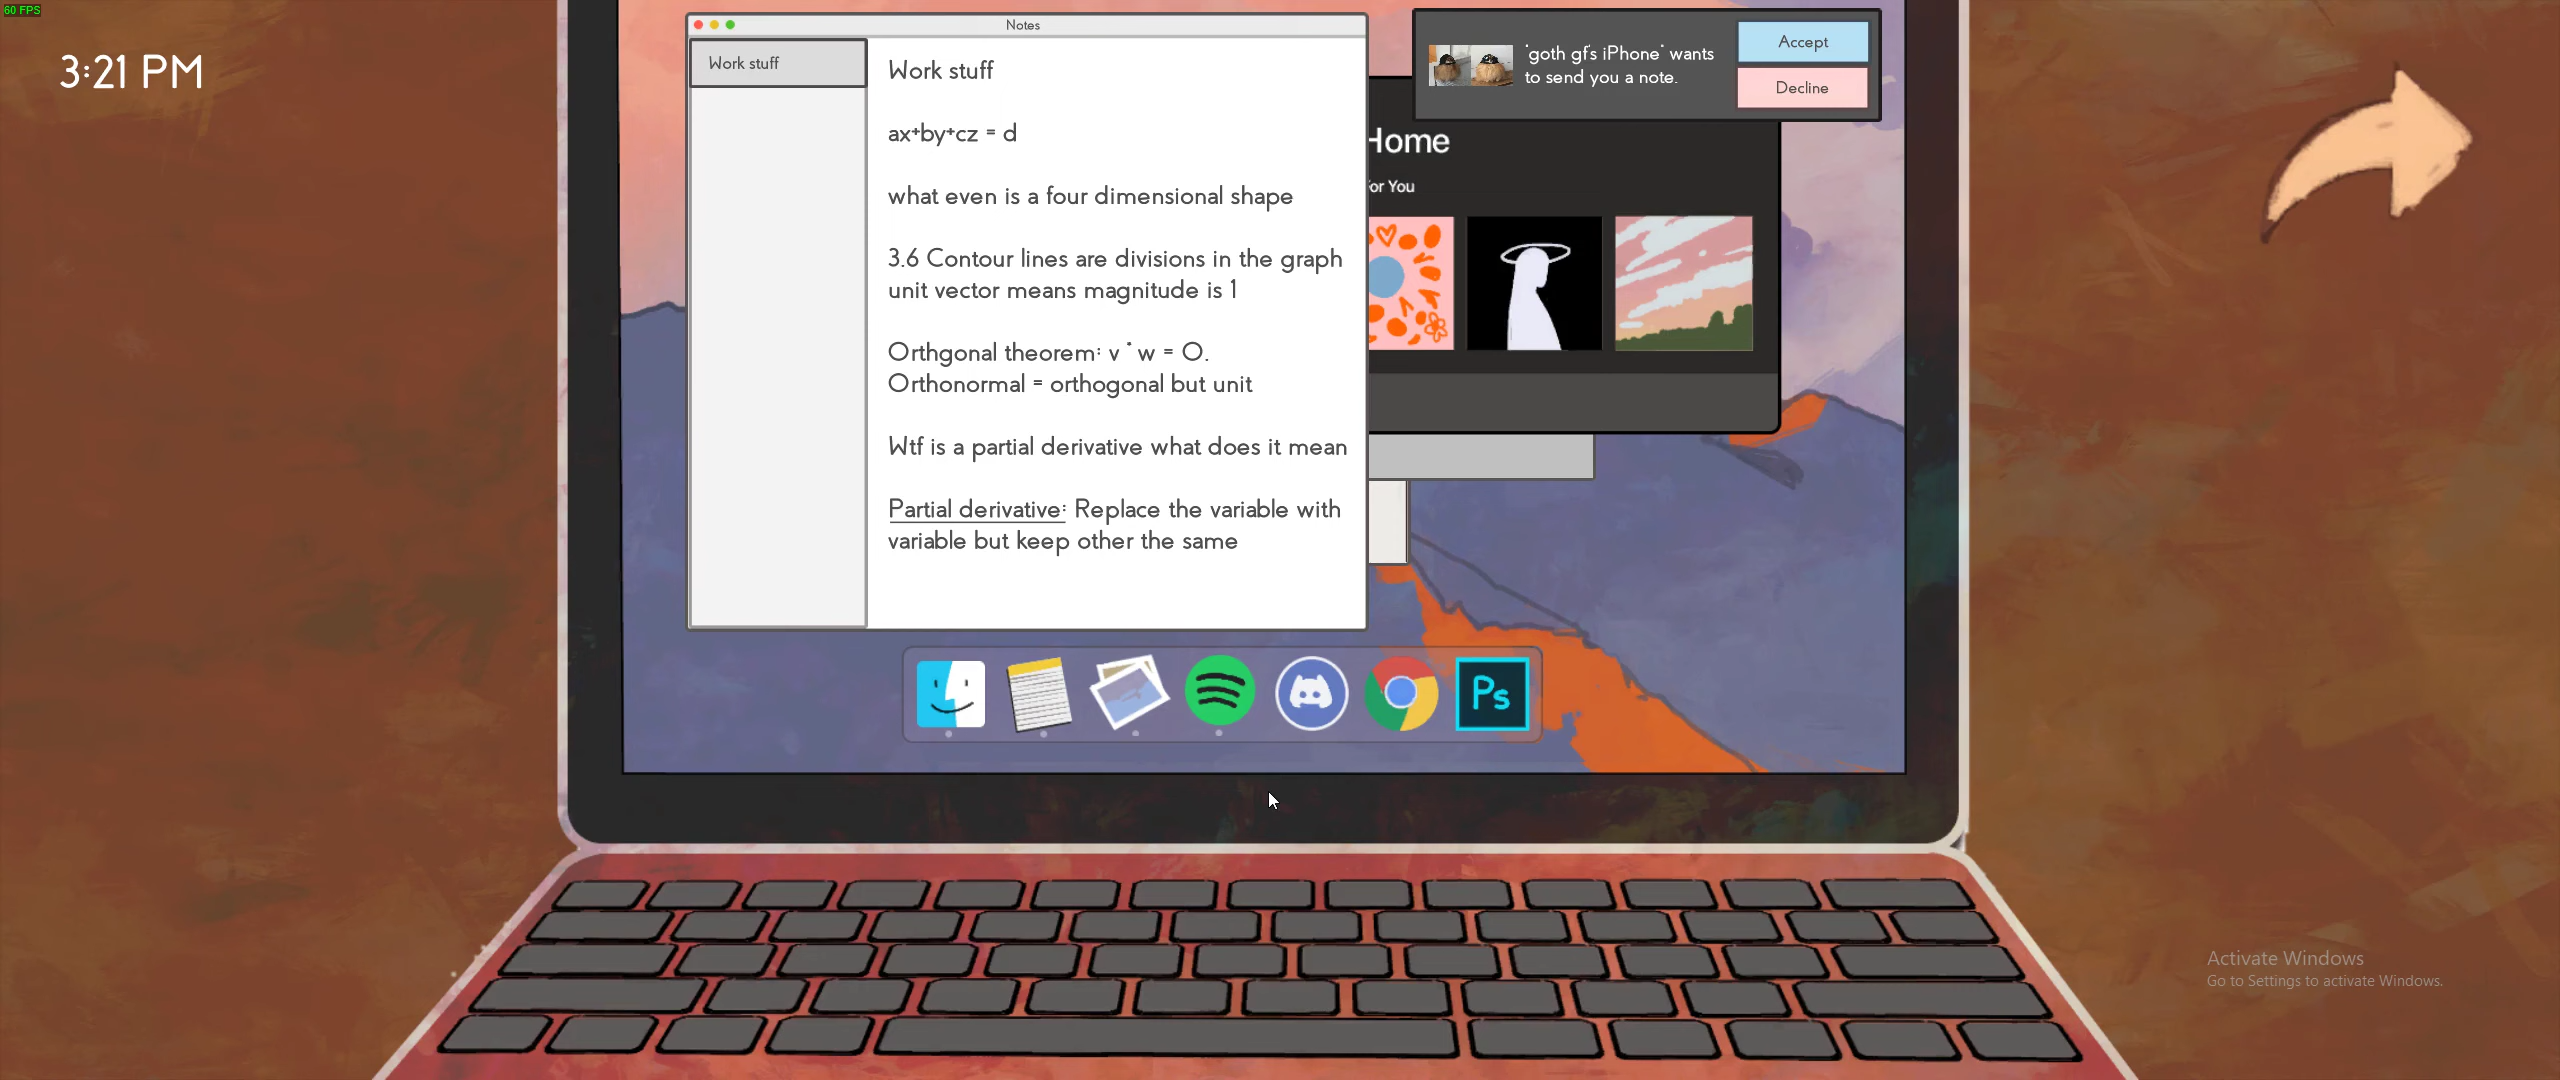 60 FPS
3:21 PM
Notes
Work stuff
Work stuff
ax+by+cz = d
what even is a four dimensional shape
3.6 Contour lines are divisions in the graph
unit vector means magnitude is 1
Orthgonal theorem: v * w = 0.
Orthonormal = orthogonal but unit
Wtf is a partial derivative what does it mean
Partial derivative: Replace the variable with
variable but keep other the same
"goth gf's iPhone" wants
to send you a note.
Accept
Decline
Home
For You
Ps
Activate Windows
Go to Settings to activate Windows.